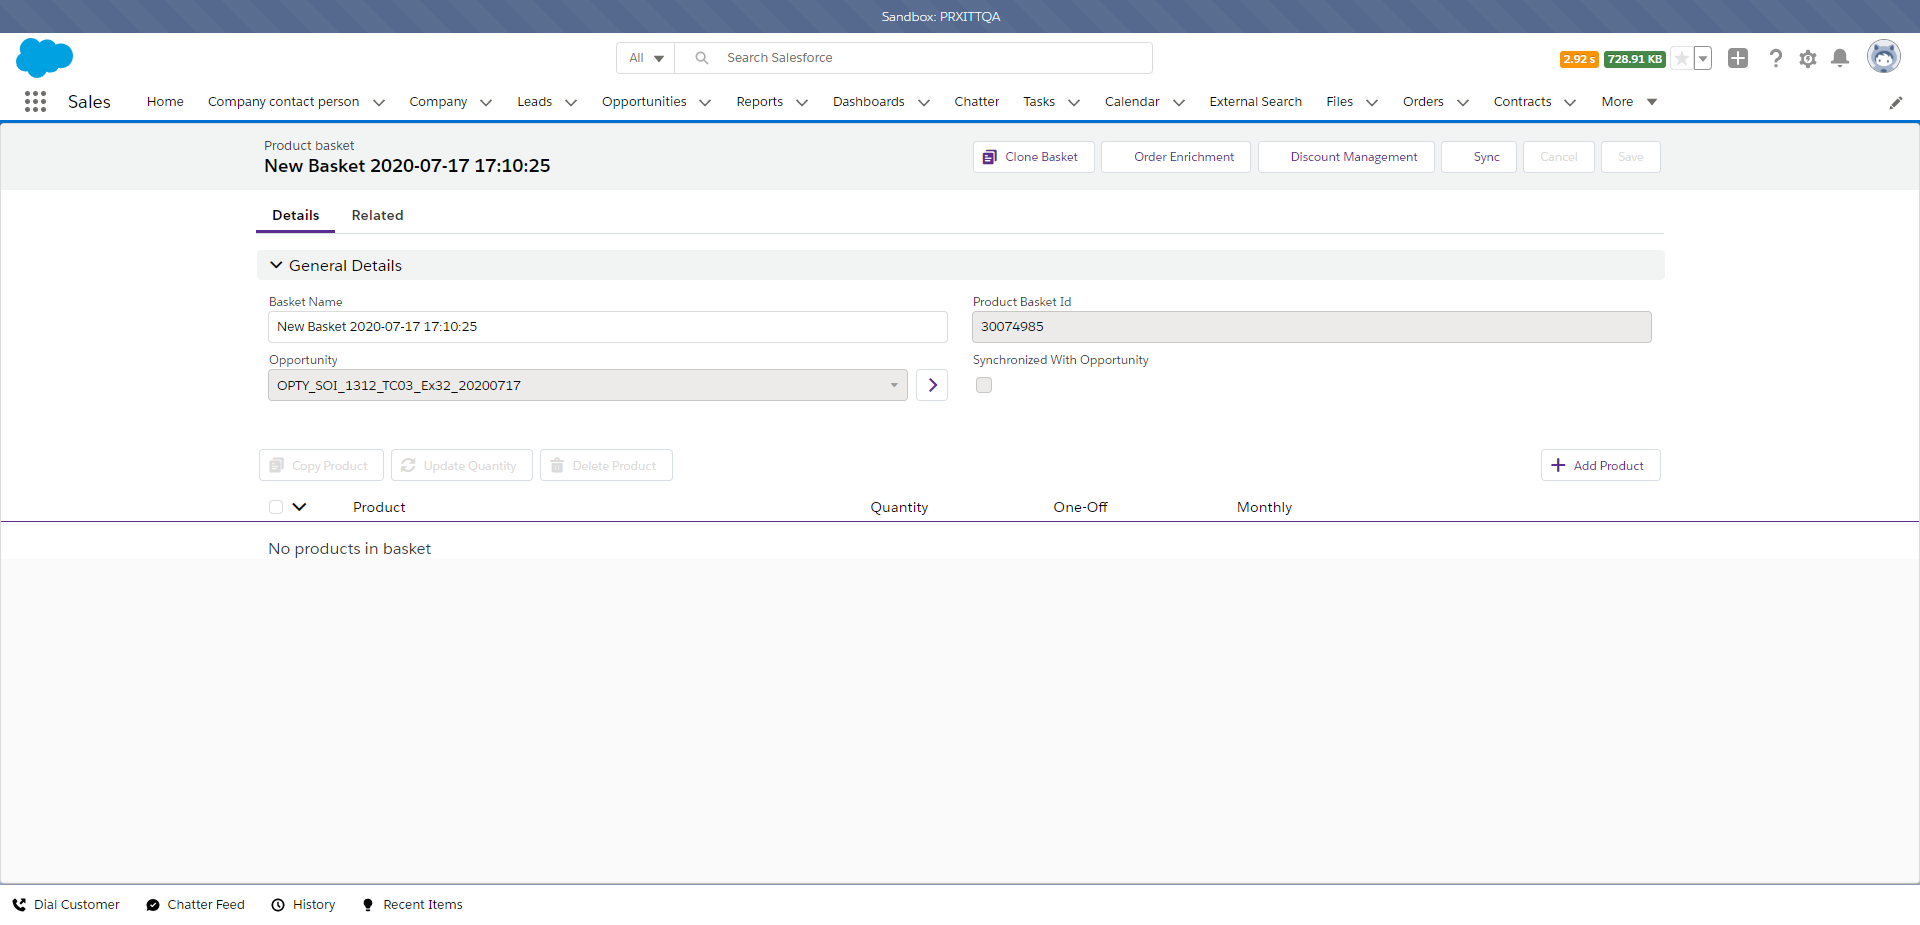 Sandbox: PRXITTQA
All Search Salesforce 2.92 s 728.91 KB
Sales Home Company contact person Company Leads Opportunities Reports Dashboards Chatter Tasks Calendar External Search Files Orders Contracts More
Product basket
New Basket 2020-07-17 17:10:25
Clone Basket Order Enrichment Discount Management Sync Cancel Save
Details Related
General Details
Basket Name Product Basket Id
New Basket 2020-07-17 17:10:25 30074985
Opportunity Synchronized With Opportunity
OPTY_SOI_1312_TC03_Ex32_20200717
Copy Product Update Quantity Delete Product Add Product
Product Quantity One-Off Monthly
No products in basket
Dial Customer Chatter Feed History Recent Items